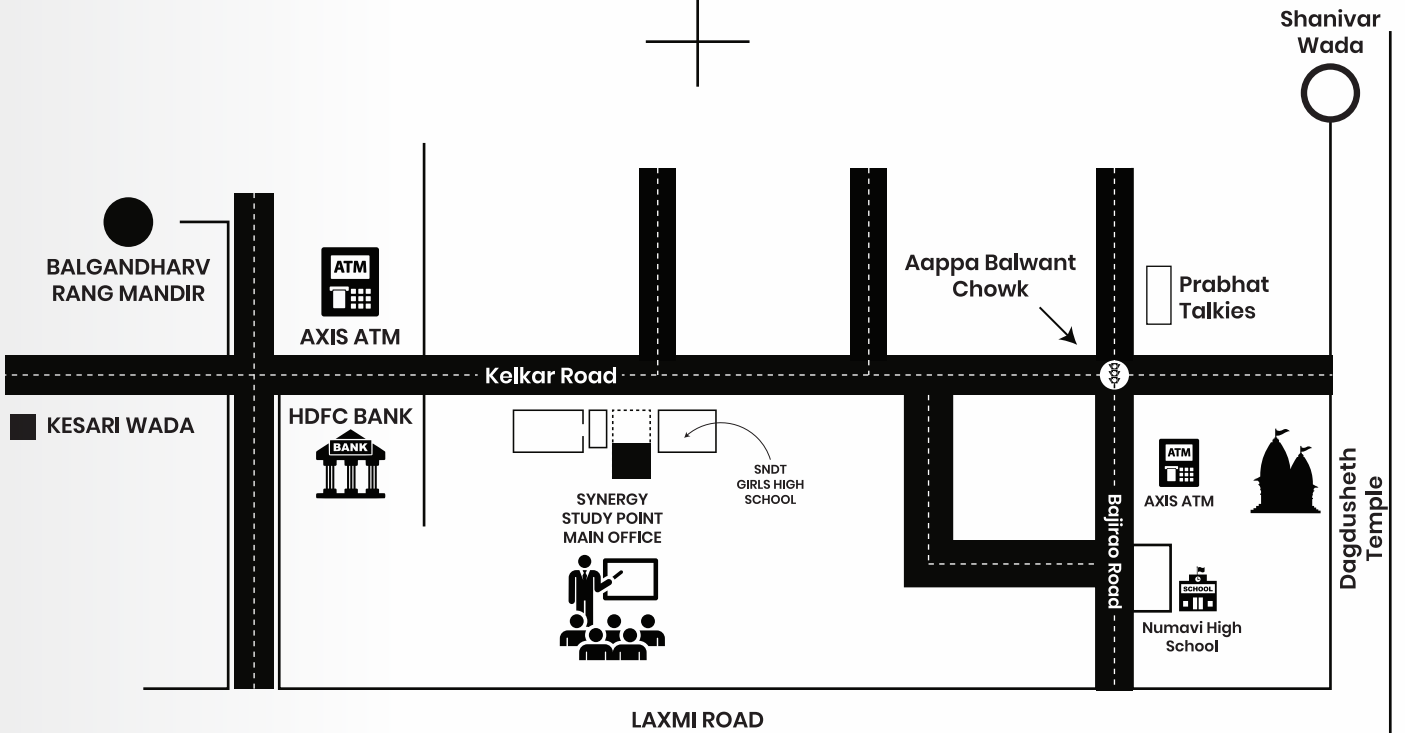 Shanivar
Wada
BALGANDHARV
RANG MANDIR
ATM
AXIS ATM
Aappa Balwant
Chowk
Prabhat
Talkies
Kelkar Road
KESARI WADA
HDFC BANK
BANK
SNDT
GIRLS HIGH
SCHOOL
SYNERGY
STUDY POINT
MAIN OFFICE
Bajirao Road
ATM
AXIS ATM
Dagdusheth
Temple
SCHOOL
Numavi High
School
LAXMI ROAD